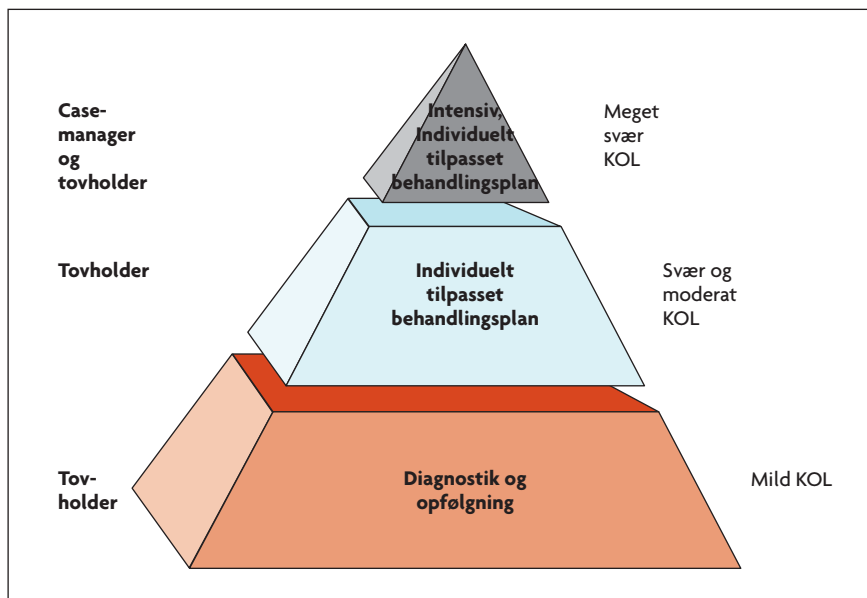 Case-
manager
og
tovholder
Intensiv,
Individuelt
tilpasset
behandlingsplan
Meget
svær
KOL
Tovholder
Individuelt
tilpasset
behandlingsplan
Svær og
moderat
KOL
Tov-
holder
Diagnostik og
opfølgning
Mild KOL